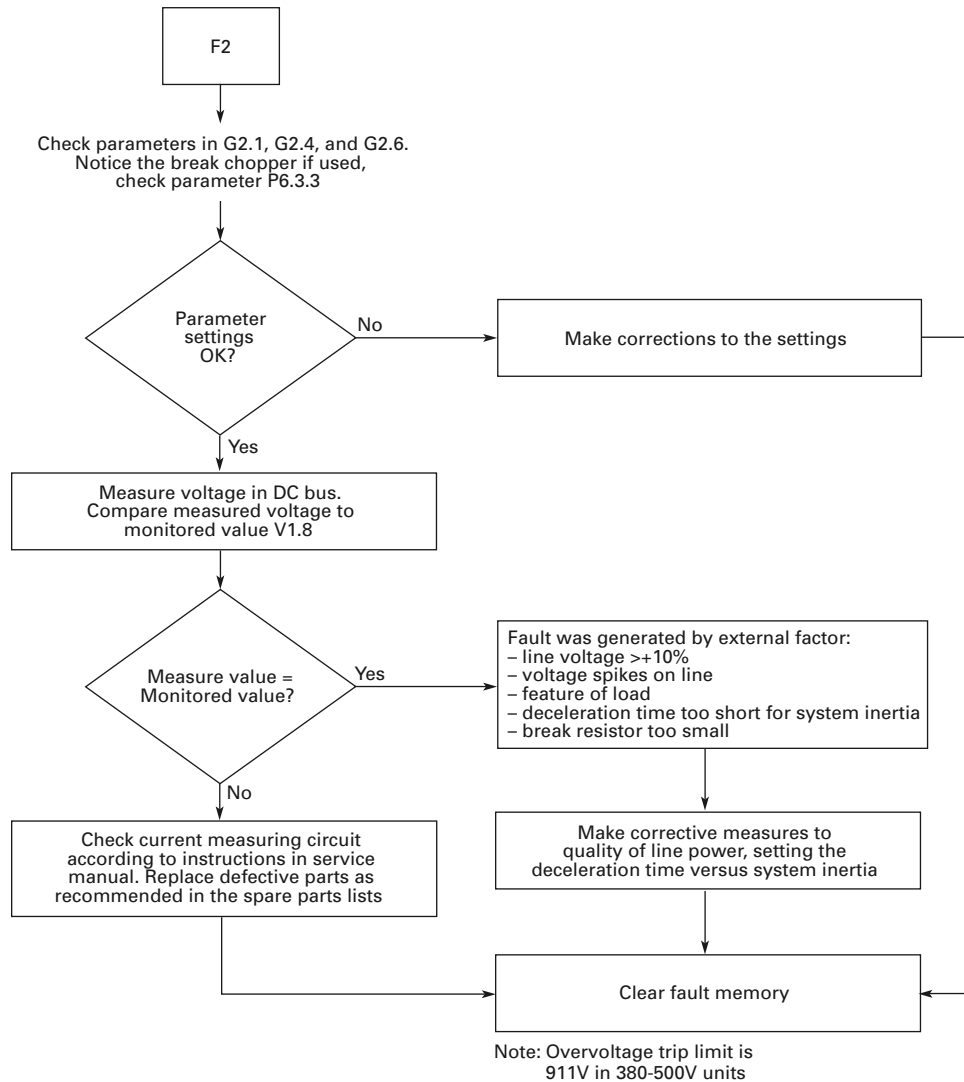 F2
Check parameters in G2.1, G2.4, and G2.6.
Notice the break chopper if used,
check parameter P6.3.3
Parameter
settings
OK?
No
Make corrections to the settings
Yes
Measure voltage in DC bus.
Compare measured voltage to
monitored value V1.8
Measure value =
Monitored value?
Yes
Fault was generated by external factor:
– line voltage >+10%
– voltage spikes on line
– feature of load
– deceleration time too short for system inertia
– break resistor too small
No
Check current measuring circuit
according to instructions in service
manual. Replace defective parts as
recommended in the spare parts lists
Make corrective measures to
quality of line power, setting the
deceleration time versus system inertia
Clear fault memory
Note: Overvoltage trip limit is
911V in 380-500V units